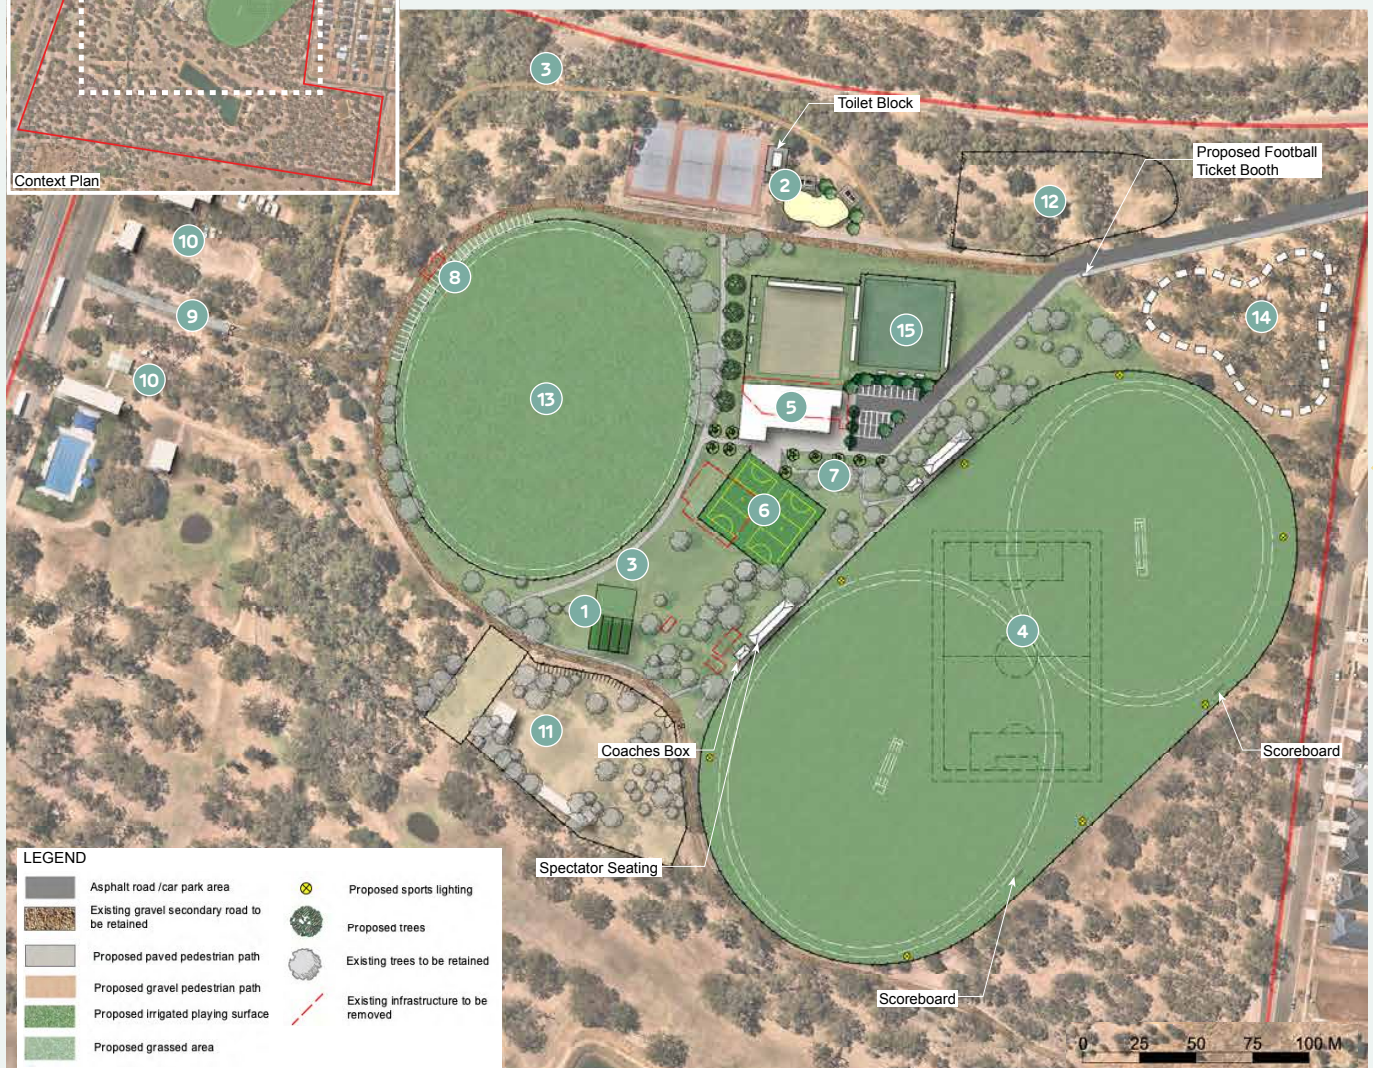 Context Plan
3
Toilet Block
Proposed Football
Ticket Booth
2
12
10
8
9
14
15
10
13
5
7
6
3
1
4
11
Coaches Box
Scoreboard
Spectator Seating
Scoreboard
LEGEND
Asphalt road /car park area
Existing gravel secondary road to
be retained
Proposed paved pedestrian path
Proposed gravel pedestrian path
Proposed irrigated playing surface
Proposed grassed area
Proposed sports lighting
Proposed trees
Existing trees to be retained
Existing infrastructure to be
removed
0 25 50 75 100 M